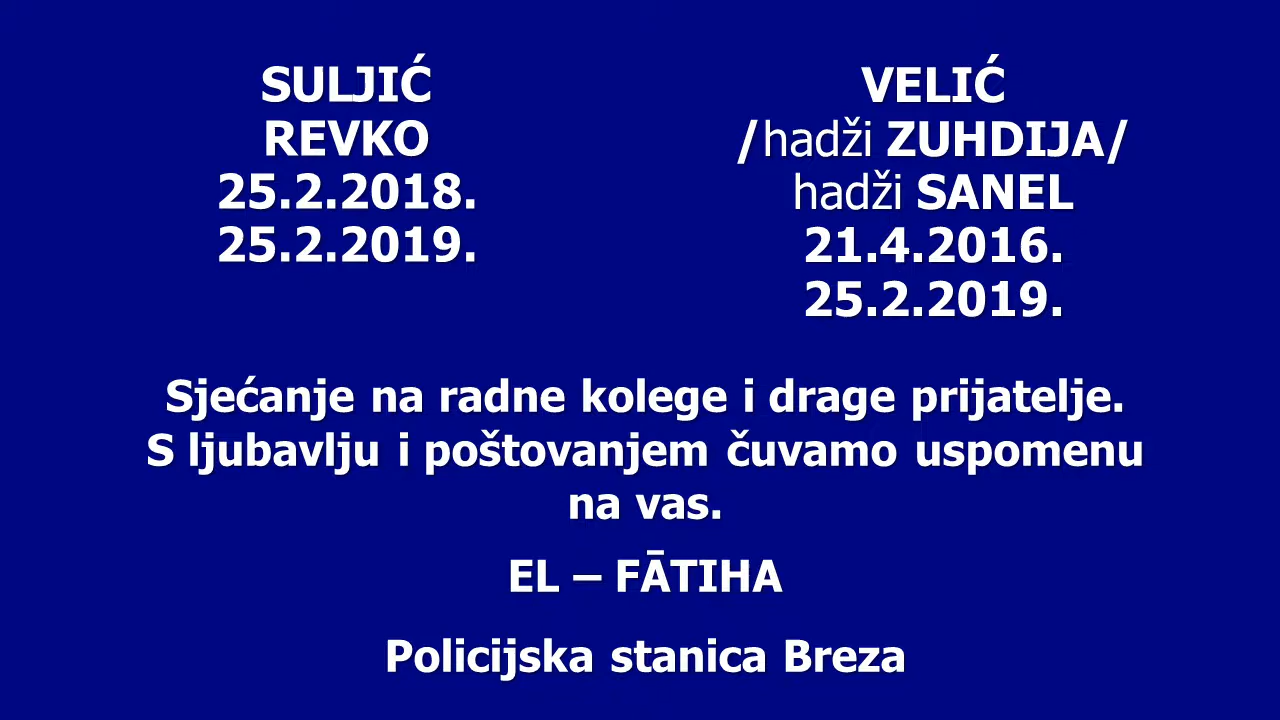 SULJIĆ
REVKO
25.2.2018.
25.2.2019.
VELIĆ
/hadži ZUHDIJA/
hadži SANEL
21.4.2016.
25.2.2019.
Sjećanje na radne kolege i drage prijatelje.
S ljubavlju i poštovanjem čuvamo uspomenu
na vas.
EL – FĀTIHA
Policijska stanica Breza